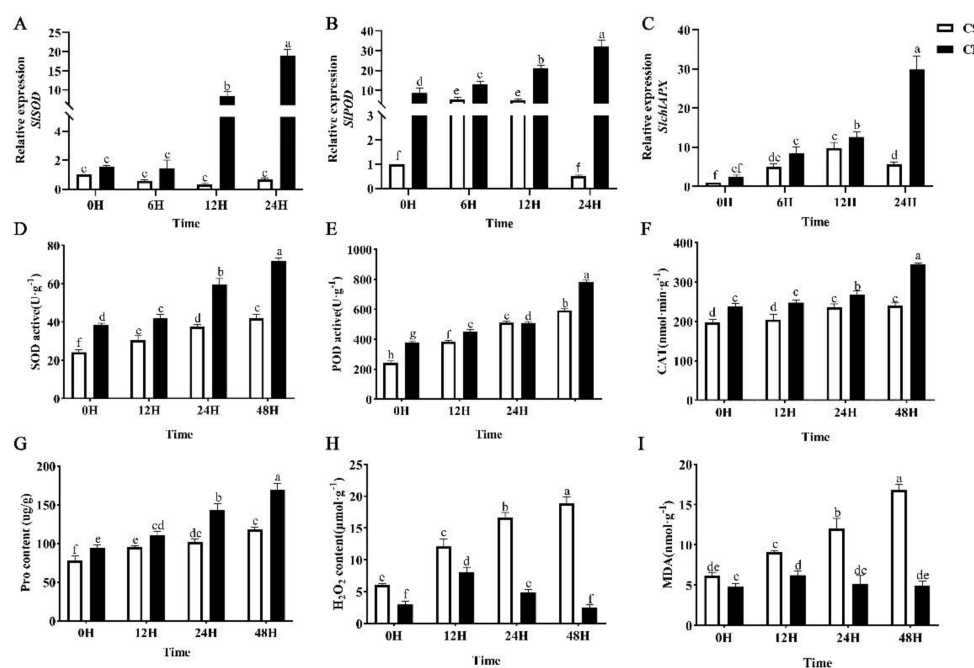 A
Relative expression
SlSOD
25
20
15
10
5
4
2
0
c c c c c b c a
0H 6H 12H 24H
Time
B
Relative expression
SlPOD
40
30
20
10
3
2
1
0
f d e c e b f a
0H 6H 12H 24H
Time
C
Relative expression
SlchlAPX
40
30
20
10
0
cf dc c c b d a
0H 6H 12H 24H
Time
CS
D
SOD active(U·g-1)
80
60
40
20
0
f d e c d b c a
0H 12H 24H 48H
Time
E
POD active(U·g-1)
1000
800
600
400
200
0
h g f e c d b a
0H 12H 24H
Time
F
CAT(nmol·min·g-1)
400
300
200
100
0
d c d c c b c a
0H 12H 24H 48H
Time
G
Pro content (ug/g)
200
150
100
50
0
f e e cd dc b c a
0H 12H 24H 48H
Time
H
H2O2 content(μmol·g-1)
20
15
10
5
0
c f c d b e a f
0H 12H 24H 48H
Time
I
MDA(nmol·g-1)
20
15
10
5
0
de c c d b dc a de
0H 12H 24H 48H
Time